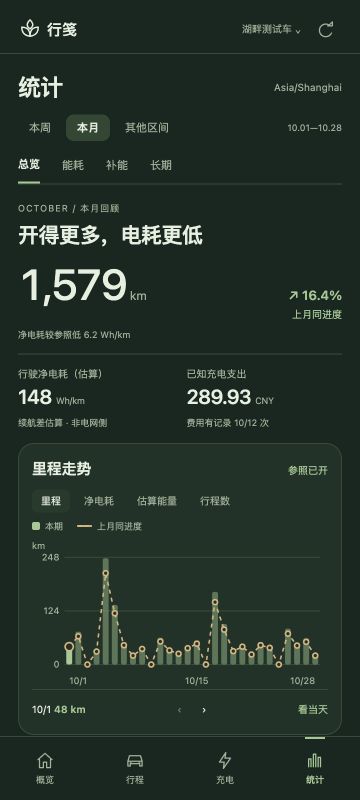 行笺
湖畔测试车
统计
Asia/Shanghai
本周 本月 其他区间
10.01—10.28
总览 能耗 补能 长期
OCTOBER / 本月回顾
开得更多，电耗更低
1,579 km
↗ 16.4%
上月同进度
净电耗较参照低 6.2 Wh/km
行驶净电耗（估算）
148 Wh/km
续航差估算 · 非电网侧
已知充电支出
289.93 CNY
费用有记录 10/12 次
里程走势
参照已开
里程 净电耗 估算能量 行程数
本期 上月同进度
km
248
124
0
10/1 10/15 10/28
10/1 48 km
‹ ›
看当天
概览 行程 充电 统计